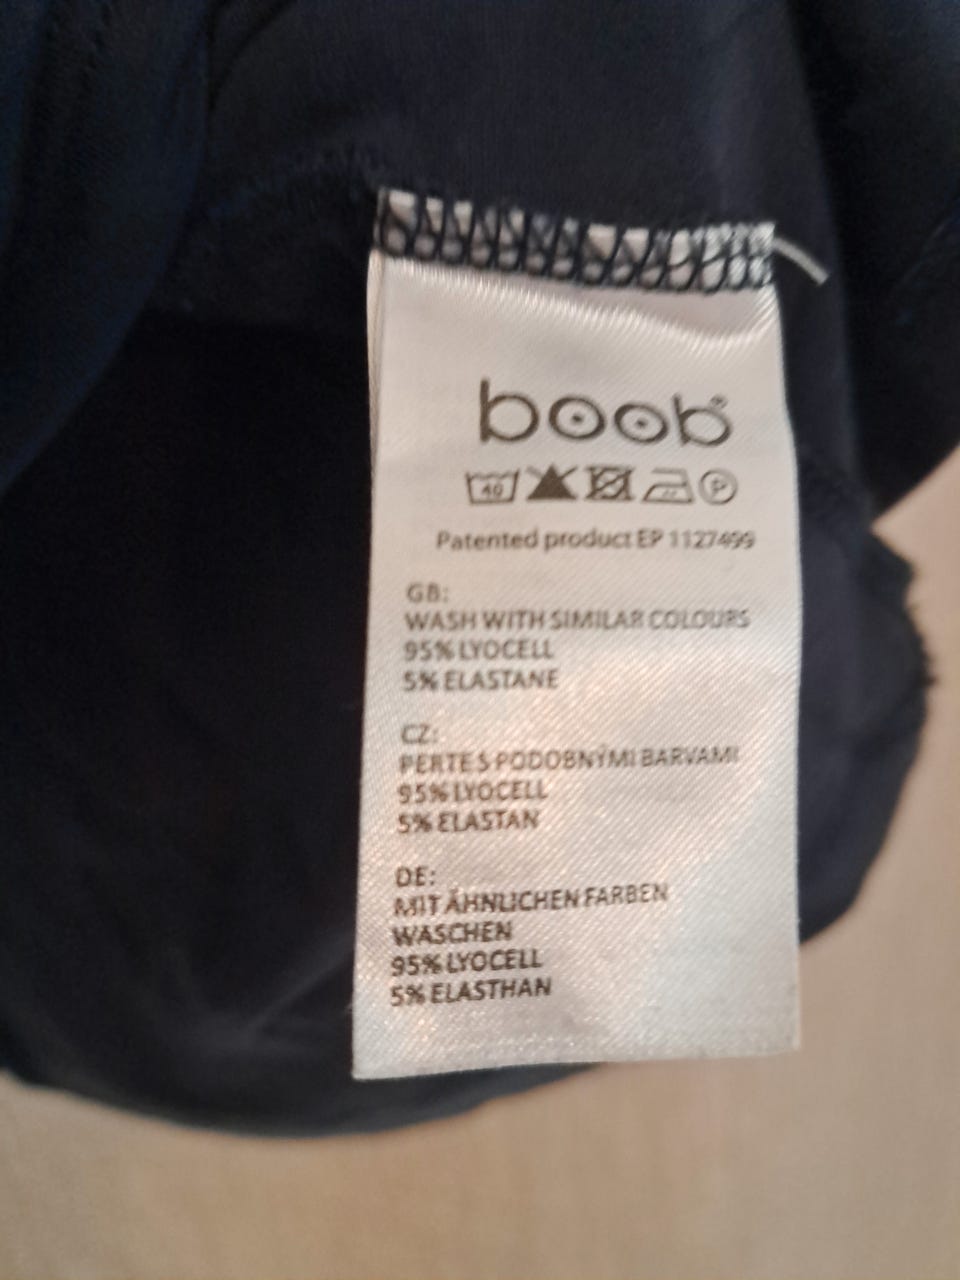 boob®
40 P
Patented product EP 1127499
GB:
WASH WITH SIMILAR COLOURS
95% LYOCELL
5% ELASTANE
CZ:
PERTE S PODOBNÝMI BARVAMI
95% LYOCELL
5% ELASTAN
DE:
MIT ÄHNLICHEN FARBEN
WASCHEN
95% LYOCELL
5% ELASTHAN